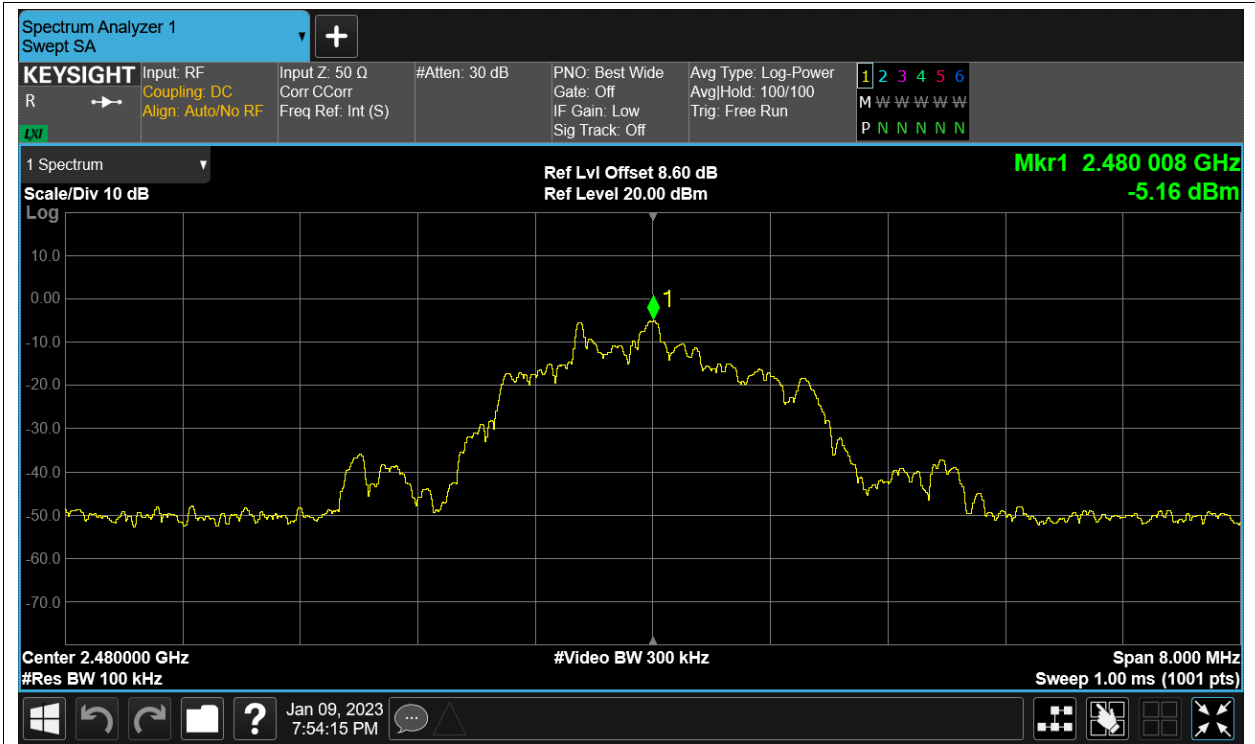 Spectrum Analyzer 1
Swept SA
KEYSIGHT
R
LXI
Input: RF
Coupling: DC
Align: Auto/No RF
Input Z: 50 Ω
Corr CCorr
Freq Ref: Int (S)
#Atten: 30 dB
PNO: Best Wide
Gate: Off
IF Gain: Low
Sig Track: Off
Avg Type: Log-Power
Avg|Hold: 100/100
Trig: Free Run
1 2 3 4 5 6
M W W W W W
P N N N N N
1 Spectrum
Scale/Div 10 dB
Log
Ref Lvl Offset 8.60 dB
Ref Level 20.00 dBm
Mkr1 2.480 008 GHz
-5.16 dBm
10.0
0.00
-10.0
-20.0
-30.0
-40.0
-50.0
-60.0
-70.0
1
Center 2.480000 GHz
#Res BW 100 kHz
#Video BW 300 kHz
Span 8.000 MHz
Sweep 1.00 ms (1001 pts)
?
Jan 09, 2023
7:54:15 PM